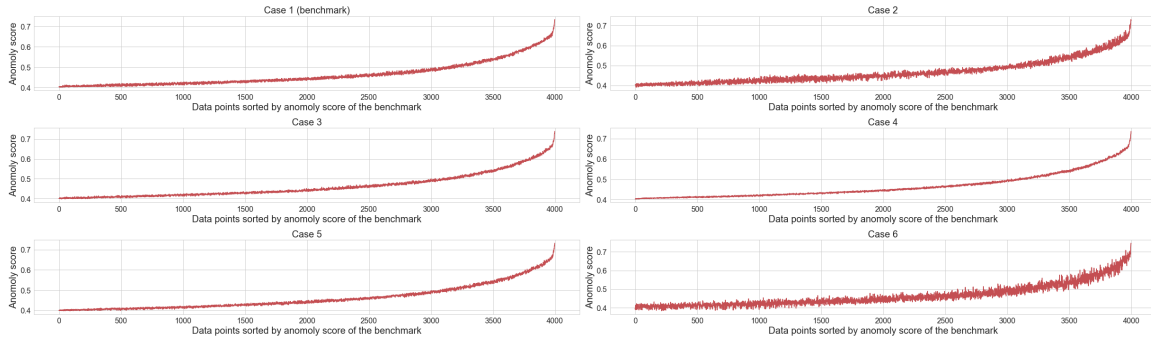 Case 1 (benchmark)
Anomoly score
0.7
0.6
0.5
0.4
0 500 1000 1500 2000 2500 3000 3500 4000
Data points sorted by anomoly score of the benchmark
Case 2
Anomoly score
0.7
0.6
0.5
0.4
0 500 1000 1500 2000 2500 3000 3500 4000
Data points sorted by anomoly score of the benchmark
Case 3
Anomoly score
0.7
0.6
0.5
0.4
0 500 1000 1500 2000 2500 3000 3500 4000
Data points sorted by anomoly score of the benchmark
Case 4
Anomoly score
0.7
0.6
0.5
0.4
0 500 1000 1500 2000 2500 3000 3500 4000
Data points sorted by anomoly score of the benchmark
Case 5
Anomoly score
0.7
0.6
0.5
0.4
0 500 1000 1500 2000 2500 3000 3500 4000
Data points sorted by anomoly score of the benchmark
Case 6
Anomoly score
0.7
0.6
0.5
0.4
0 500 1000 1500 2000 2500 3000 3500 4000
Data points sorted by anomoly score of the benchmark